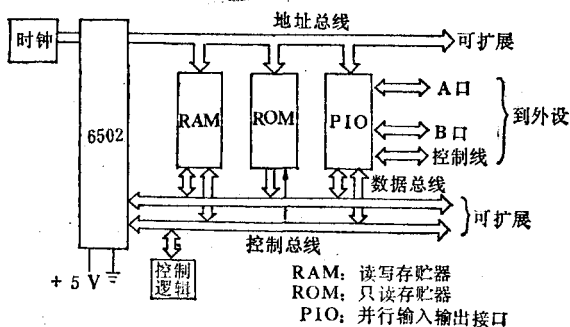 地址总线
时钟
可扩展
6502
RAM
ROM
PIO
A口
B口
控制线
到外设
数据总线
可扩展
控制总线
+5V
控制
逻辑
RAM：读写存贮器
ROM：只读存贮器
PIO：并行输入输出接口